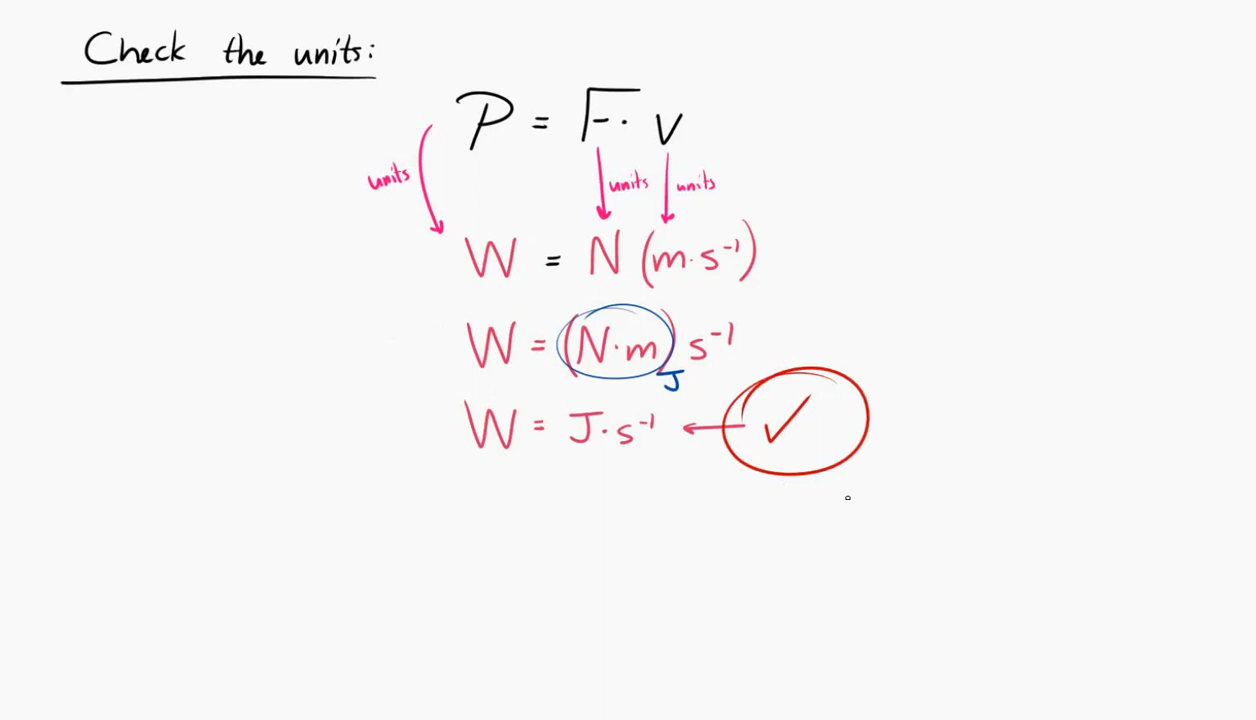 Check the units:
P = F · v
units units units
W = N (m·s⁻¹)
W = (N·m) s⁻¹
J
W = J·s⁻¹ ← ✓